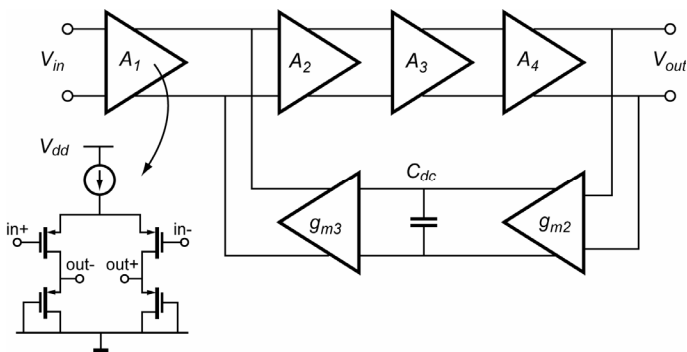 V_in
A_1
A_2
A_3
A_4
V_out
V_dd
C_dc
g_m3
g_m2
in+
in-
out-
out+